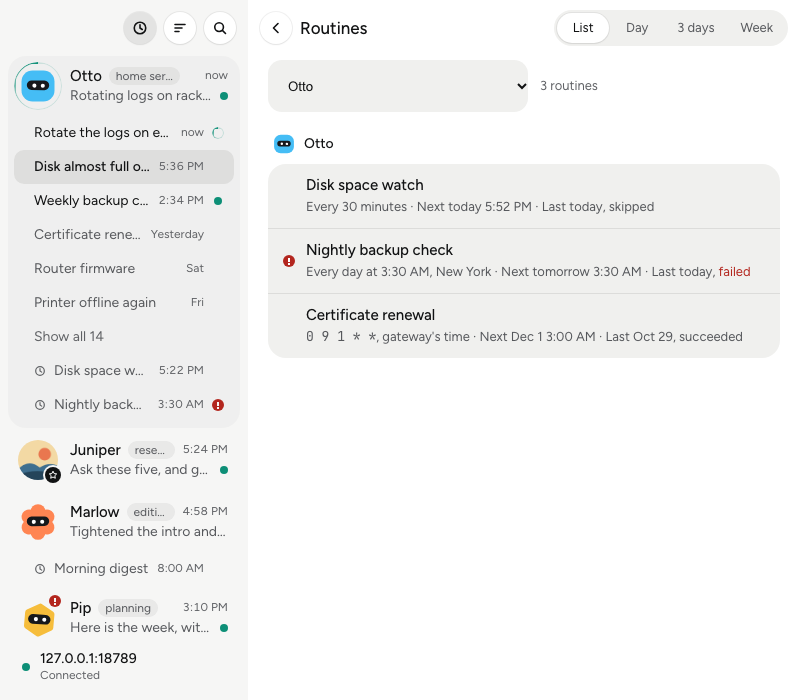 Otto home ser... now
Rotating logs on rack...
Rotate the logs on e... now
Disk almost full o... 5:36 PM
Weekly backup c... 2:34 PM
Certificate rene... Yesterday
Router firmware Sat
Printer offline again Fri
Show all 14
Disk space w... 5:22 PM
Nightly back... 3:30 AM
Juniper rese... 5:24 PM
Ask these five, and g...
Marlow editi... 4:58 PM
Tightened the intro and...
Morning digest 8:00 AM
Pip planning 3:10 PM
Here is the week, wit...
127.0.0.1:18789
Connected
Routines
List Day 3 days Week
Otto 3 routines
Otto
Disk space watch
Every 30 minutes · Next today 5:52 PM · Last today, skipped
Nightly backup check
Every day at 3:30 AM, New York · Next tomorrow 3:30 AM · Last today, failed
Certificate renewal
0 9 1 * *, gateway's time · Next Dec 1 3:00 AM · Last Oct 29, succeeded